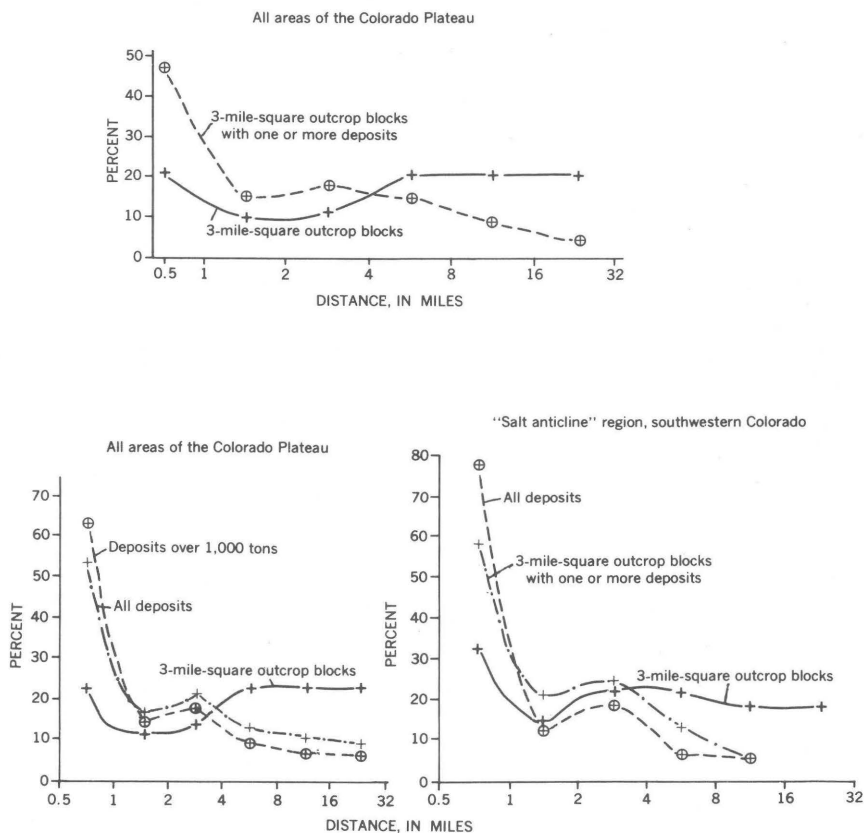 All areas of the Colorado Plateau
50
40
30
20
10
0
PERCENT
3-mile-square outcrop blocks
with one or more deposits
3-mile-square outcrop blocks
0.5 1 2 4 8 16 32
DISTANCE, IN MILES
All areas of the Colorado Plateau
70
60
50
40
30
20
10
0
PERCENT
Deposits over 1,000 tons
All deposits
3-mile-square outcrop blocks
0.5 1 2 4 8 16 32
"Salt anticline" region, southwestern Colorado
80
70
60
50
40
30
20
10
0
PERCENT
All deposits
3-mile-square outcrop blocks
with one or more deposits
3-mile-square outcrop blocks
0.5 1 2 4 8 16 32
DISTANCE, IN MILES